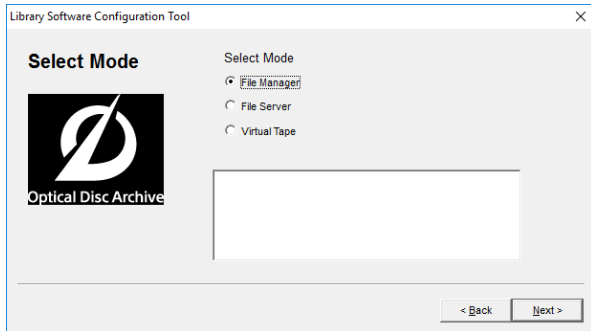 Library Software Configuration Tool
Select Mode
Optical Disc Archive
Select Mode
File Manager
File Server
Virtual Tape
< Back
Next >